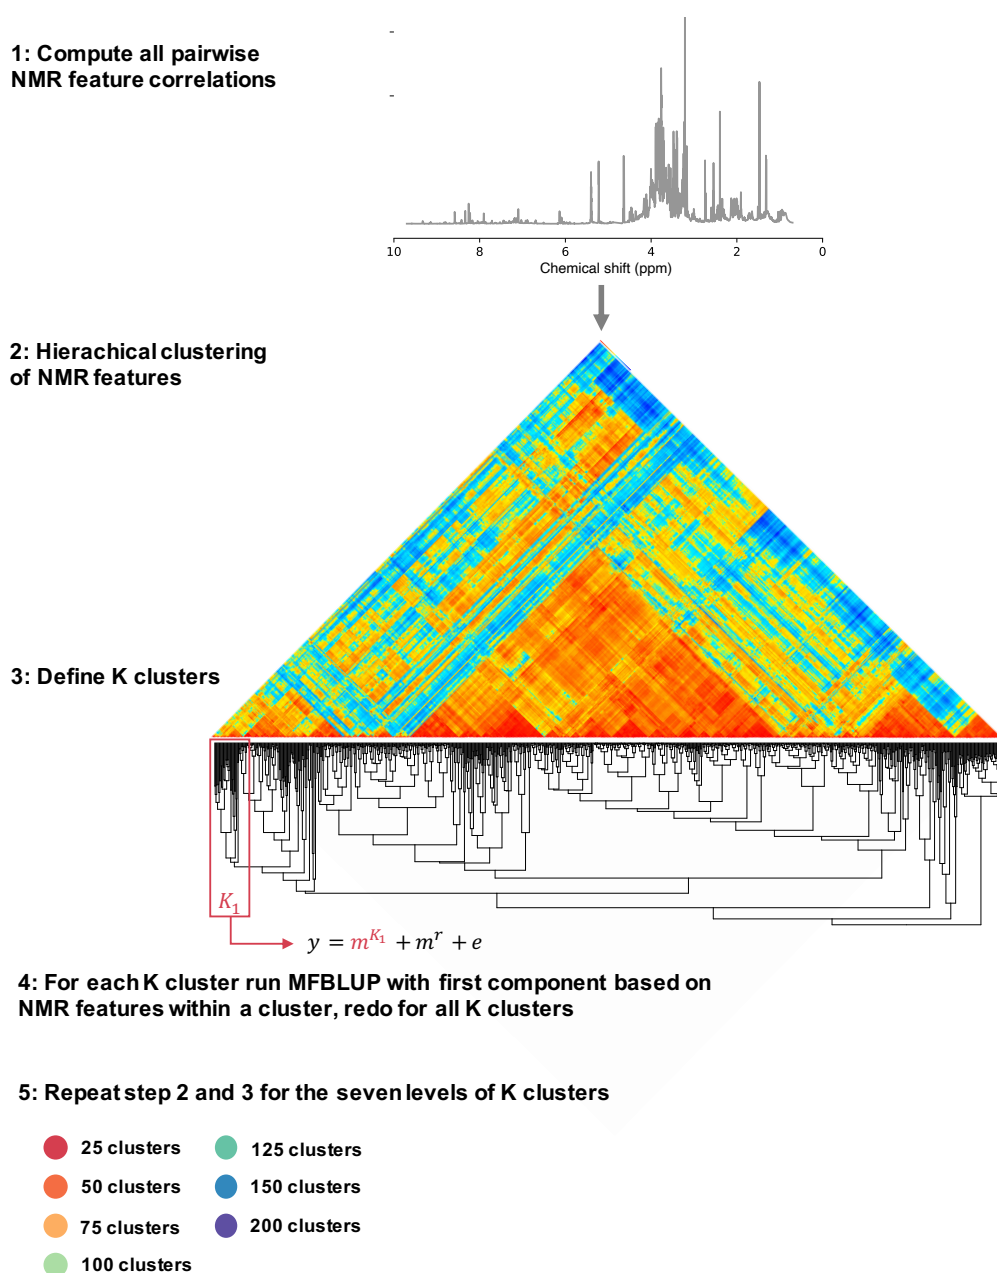 1: Compute all pairwise
NMR feature correlations
10 8 6 4 2 0
Chemical shift (ppm)
2: Hierachical clustering
of NMR features
3: Define K clusters
K₁
y = m^{K₁} + m^r + e
4: For each K cluster run MFBLUP with first component based on
NMR features within a cluster, redo for all K clusters
5: Repeat step 2 and 3 for the seven levels of K clusters
25 clusters
50 clusters
75 clusters
100 clusters
125 clusters
150 clusters
200 clusters